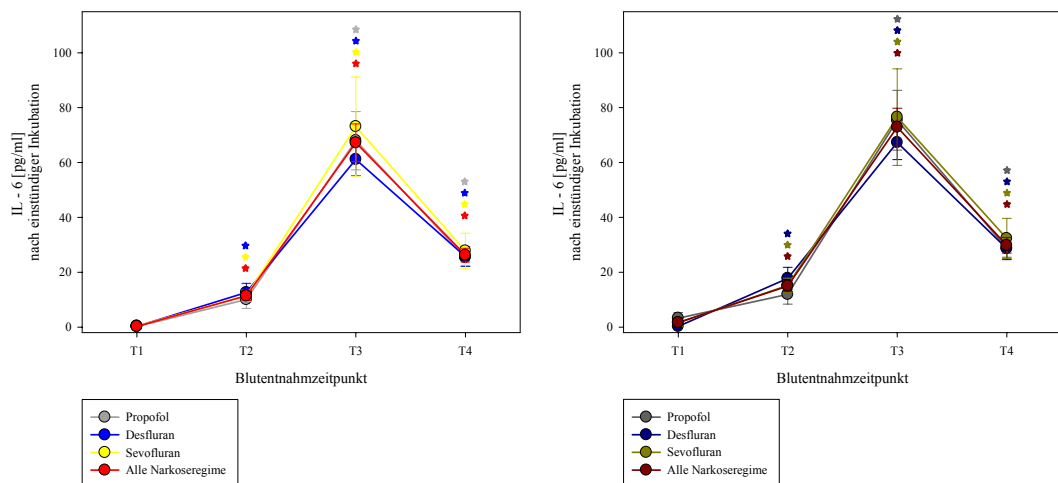 IL - 6 [pg/ml]
nach einstündiger Inkubation
100
80
60
40
20
0
T1
T2
T3
T4
Blutentnahmzeitpunkt
Propofol
Desfluran
Sevofluran
Alle Narkoseregime
IL - 6 [pg/ml]
nach einstündiger Inkubation
100
80
60
40
20
0
T1
T2
T3
T4
Blutentnahmzeitpunkt
Propofol
Desfluran
Sevofluran
Alle Narkoseregime